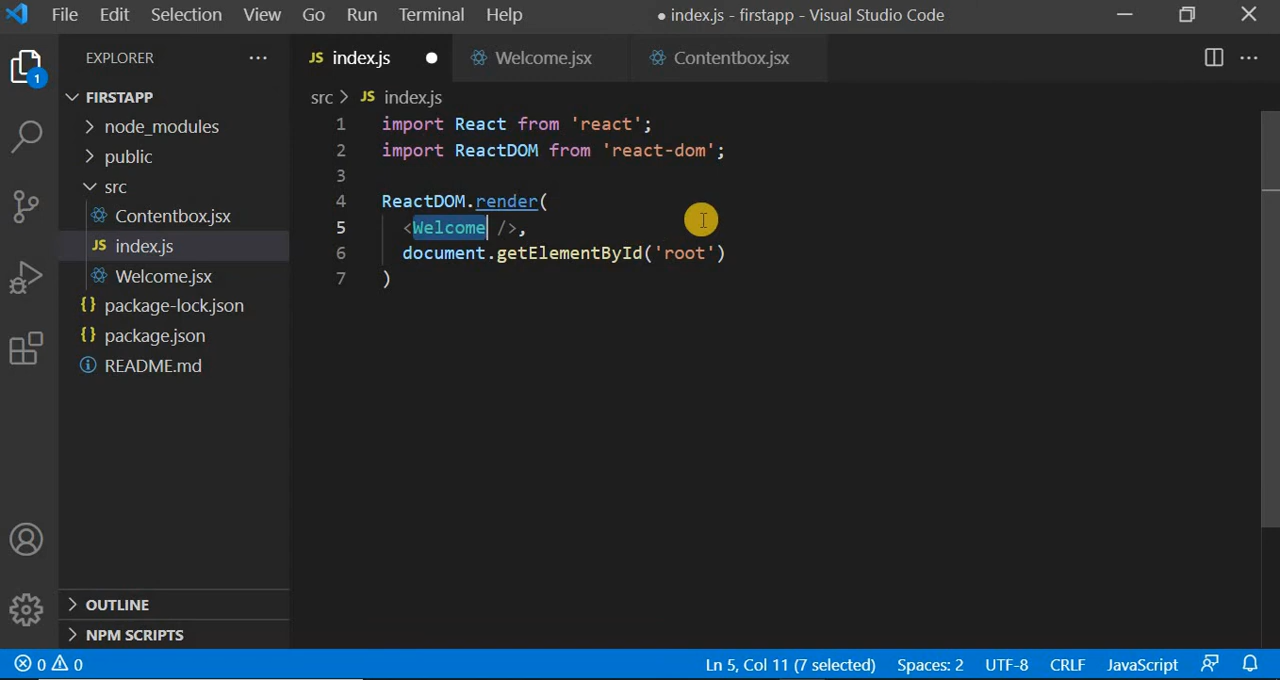 File Edit Selection View Go Run Terminal Help ● index.js - firstapp - Visual Studio Code
EXPLORER ···
JS index.js ● Welcome.jsx Contentbox.jsx ···
1
FIRSTAPP
node_modules
public
src
Contentbox.jsx
JS index.js
Welcome.jsx
{} package-lock.json
{} package.json
README.md
OUTLINE
NPM SCRIPTS
src > JS index.js
1 import React from 'react';
2 import ReactDOM from 'react-dom';
3
4 ReactDOM.render(
5 <Welcome />,
6 document.getElementById('root')
7 )
0 0 Ln 5, Col 11 (7 selected) Spaces: 2 UTF-8 CRLF JavaScript